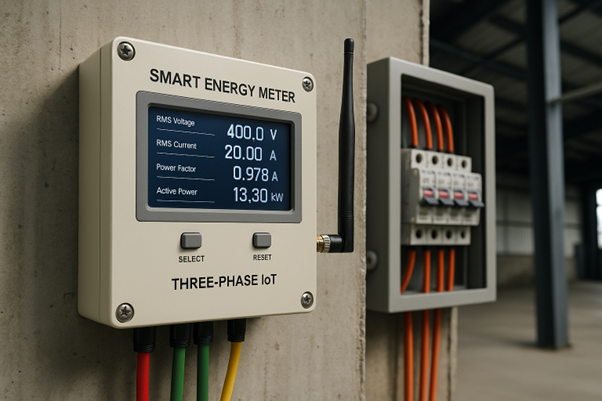 SMART ENERGY METER
RMS Voltage 400.0 V
RMS Current 20.00 A
Power Factor 0.978 A
Active Power 13,30 kW
SELECT RESET
THREE-PHASE IoT